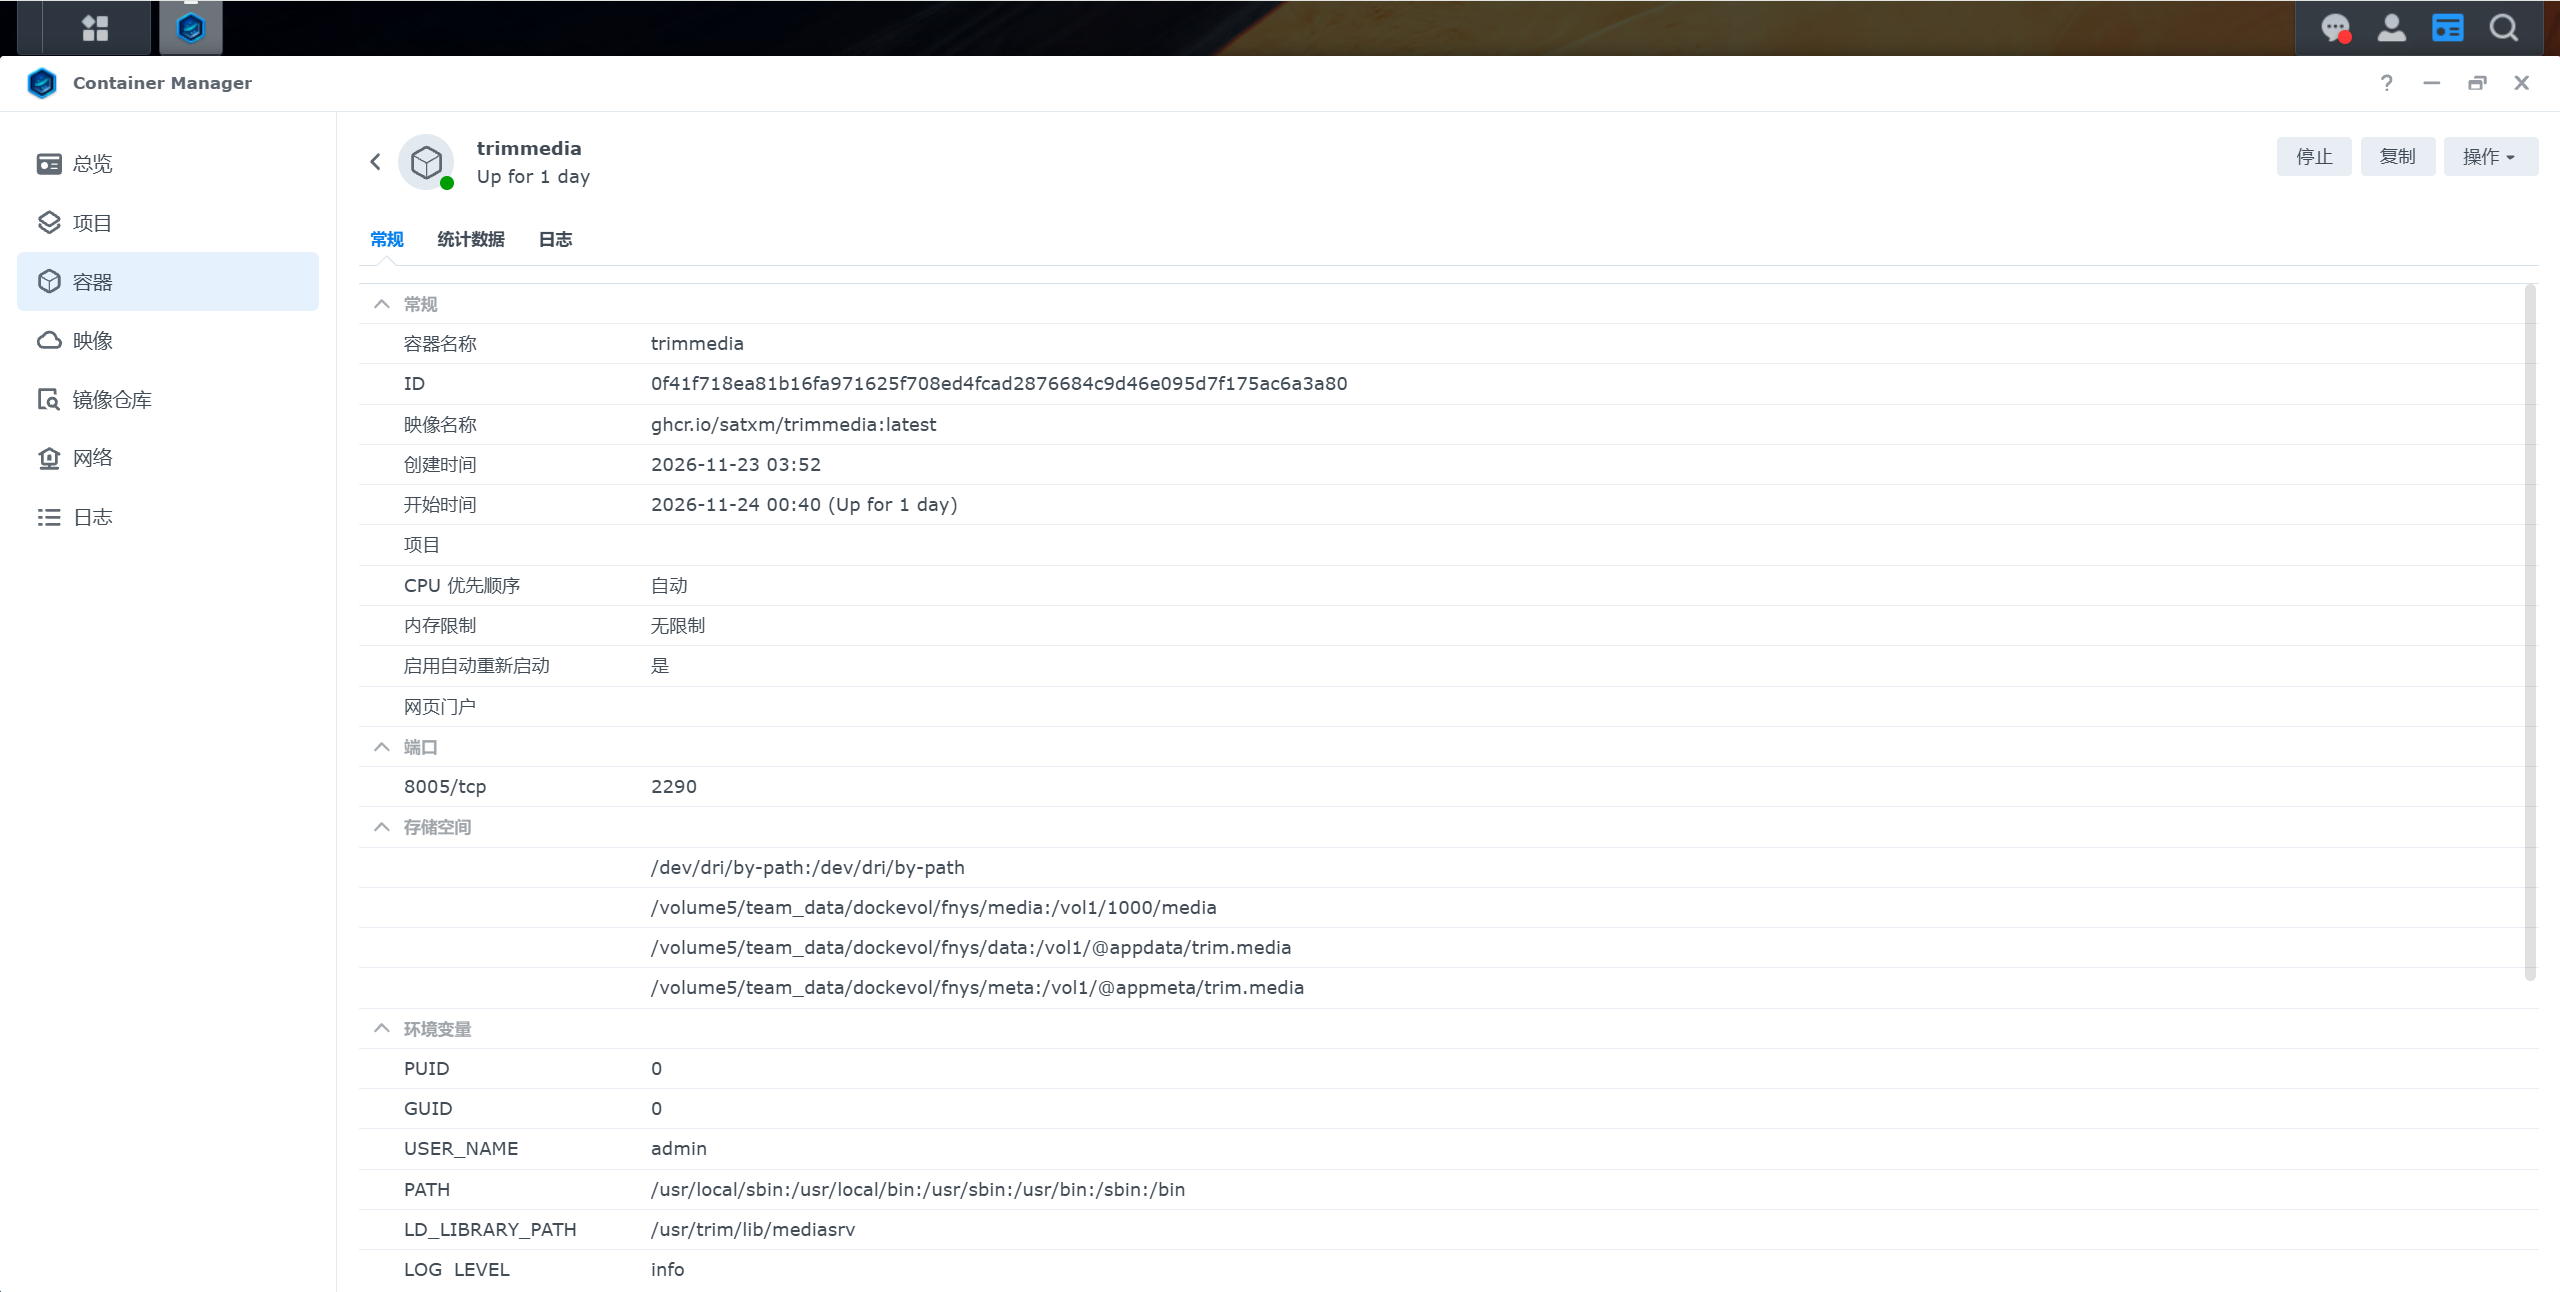 Container Manager
?
总览
项目
容器
映像
镜像仓库
网络
日志
trimmedia
Up for 1 day
停止
复制
操作
常规 统计数据 日志
常规
容器名称 trimmedia
ID 0f41f718ea81b16fa971625f708ed4fcad2876684c9d46e095d7f175ac6a3a80
映像名称 ghcr.io/satxm/trimmedia:latest
创建时间 2026-11-23 03:52
开始时间 2026-11-24 00:40 (Up for 1 day)
项目
CPU 优先顺序 自动
内存限制 无限制
启用自动重新启动 是
网页门户
端口
8005/tcp 2290
存储空间
/dev/dri/by-path:/dev/dri/by-path
/volume5/team_data/dockevol/fnys/media:/vol1/1000/media
/volume5/team_data/dockevol/fnys/data:/vol1/@appdata/trim.media
/volume5/team_data/dockevol/fnys/meta:/vol1/@appmeta/trim.media
环境变量
PUID 0
GUID 0
USER_NAME admin
PATH /usr/local/sbin:/usr/local/bin:/usr/sbin:/usr/bin:/sbin:/bin
LD_LIBRARY_PATH /usr/trim/lib/mediasrv
LOG_LEVEL info